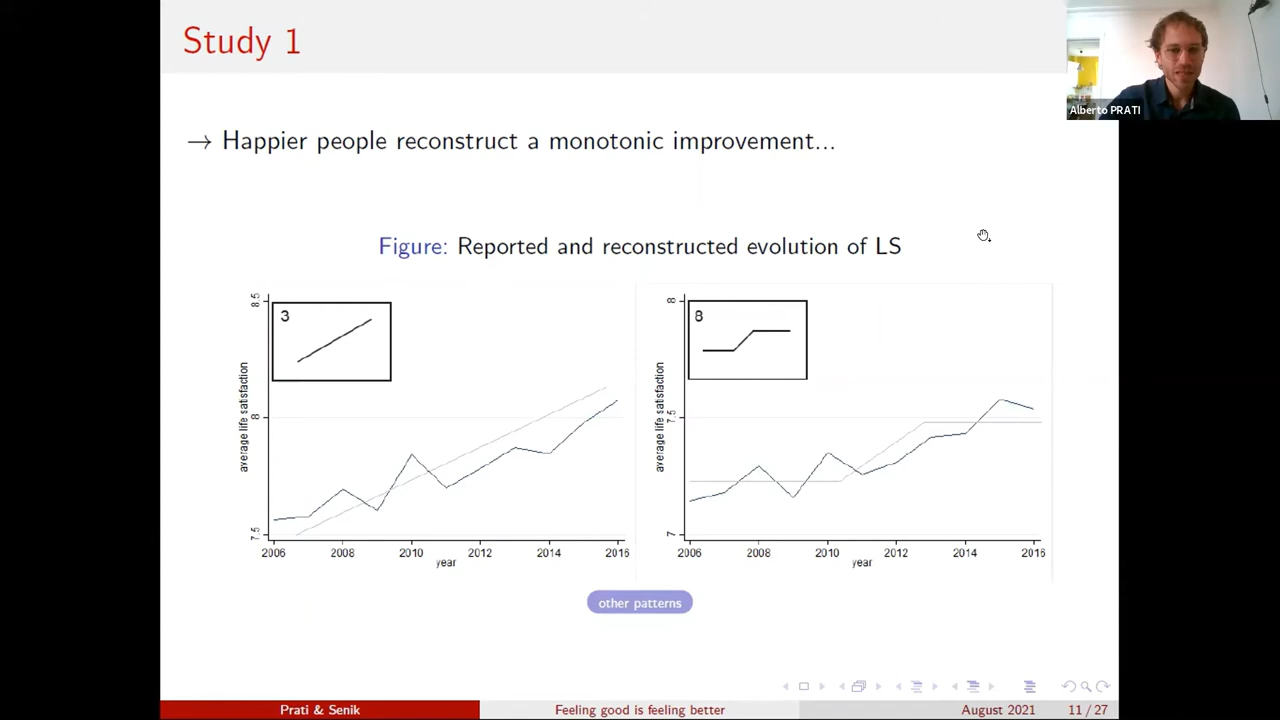 Study 1
Alberto PRATI
→ Happier people reconstruct a monotonic improvement...
Figure: Reported and reconstructed evolution of LS
8.5
8
7.5
average life satisfaction
3
2006 2008 2010 2012 2014 2016
year
8
7.5
7
average life satisfaction
8
2006 2008 2010 2012 2014 2016
year
other patterns
Prati & Senik Feeling good is feeling better August 2021 11 / 27